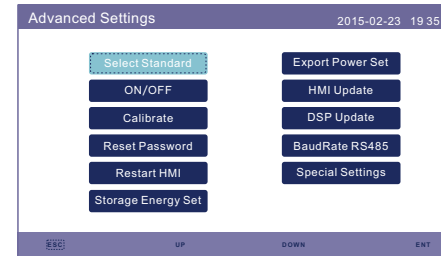 Advanced Settings 2015-02-23 19 35
Select Standard
ON/OFF
Calibrate
Reset Password
Restart HMI
Storage Energy Set
Export Power Set
HMI Update
DSP Update
BaudRate RS485
Special Settings
ESC UP DOWN ENT